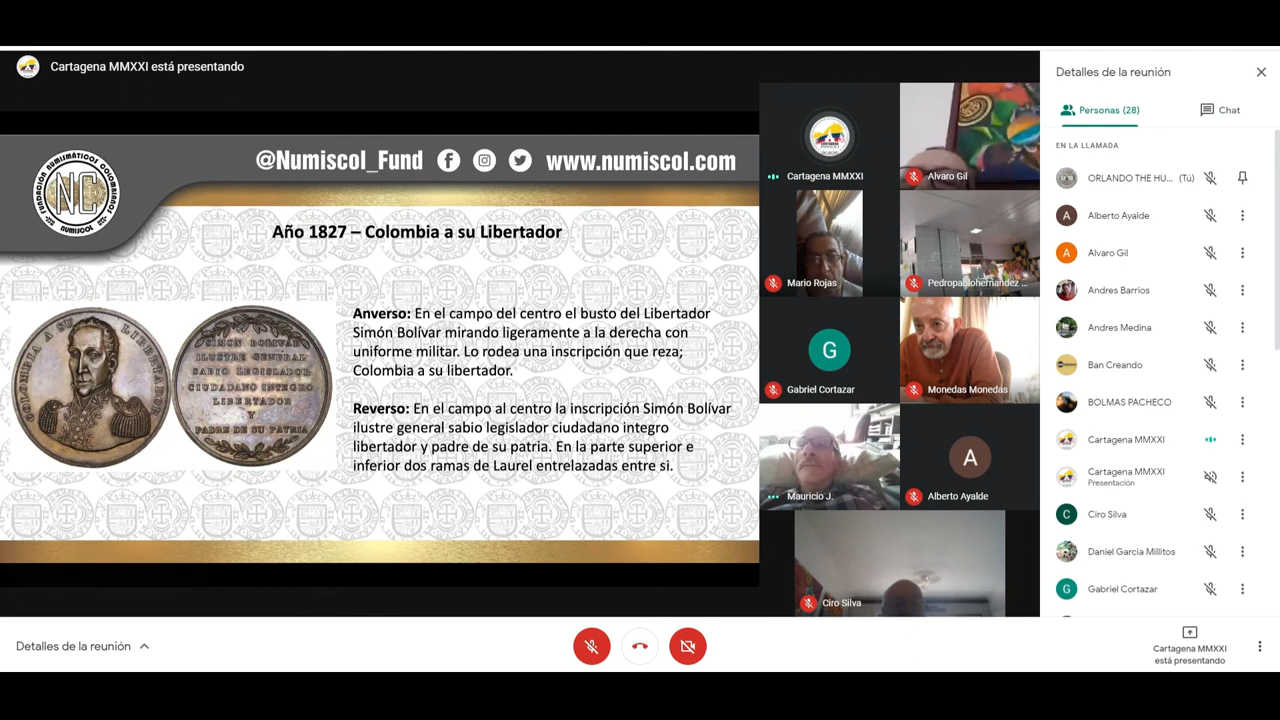 Cartagena MMXXI está presentando
FUNDACIÓN NUMISMÁTICOS COLOMBIANOS
NC
NUMISCOL
@Numiscol_Fund
www.numiscol.com
Año 1827 – Colombia a su Libertador
COLOMBIA A SU LIBERTADOR
SIMON BOLIVAR
ILUSTRE GENERAL
SABIO LEGISLADOR
CIUDADANO INTEGRO
LIBERTADOR
Y
PADRE DE SU PATRIA
Anverso: En el campo del centro el busto del Libertador
Simón Bolívar mirando ligeramente a la derecha con
uniforme militar. Lo rodea una inscripción que reza;
Colombia a su libertador.
Reverso: En el campo al centro la inscripción Simón Bolívar
ilustre general sabio legislador ciudadano integro
libertador y padre de su patria. En la parte superior e
inferior dos ramas de Laurel entrelazadas entre si.
Cartagena MMXXI
Alvaro Gil
Mario Rojas
Pedropablohernández ...
G
Gabriel Cortazar
Monedas Monedas
Mauricio J.
A
Alberto Ayalde
Ciro Silva
Detalles de la reunión
Personas (28)
Chat
EN LA LLAMADA
ORLANDO THE HU... (Tú)
A
Alberto Ayalde
A
Alvaro Gil
Andres Barrios
Andres Medina
Ban Creando
BOLMAS PACHECO
Cartagena MMXXI
Cartagena MMXXI
Presentación
C
Ciro Silva
Daniel Garcia Millitos
G
Gabriel Cortazar
Detalles de la reunión
Cartagena MMXXI
está presentando